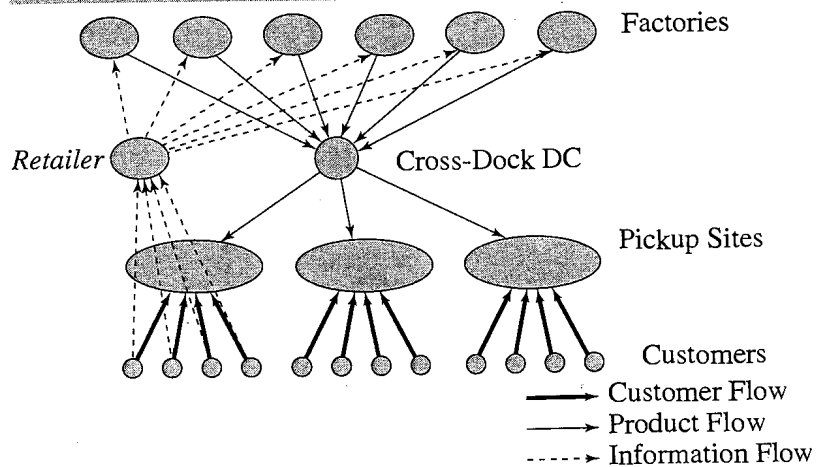 Factories
Retailer
Cross-Dock DC
Pickup Sites
Customers
Customer Flow
Product Flow
Information Flow